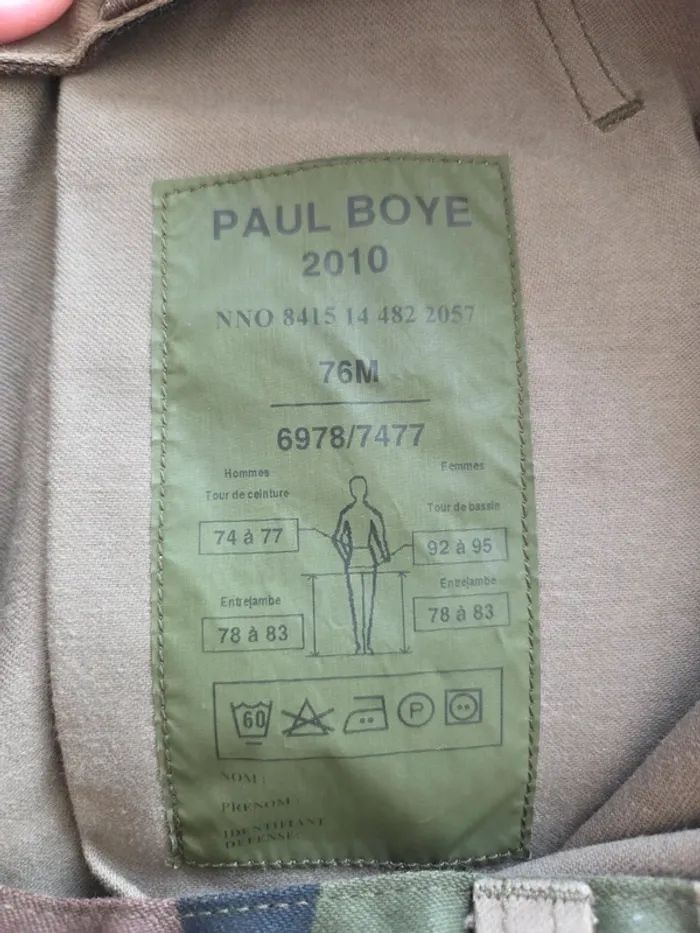 PAUL BOYE
2010
NNO 8415 14 482 2057
76M
6978/7477
Hommes
Tour de ceinture
74 à 77
Femmes
Tour de bassin
92 à 95
Entrejambe
78 à 83
Entrejambe
78 à 83
60
P
NOM :
PRENOM :
IDENTIFIANT
DEFENSE: